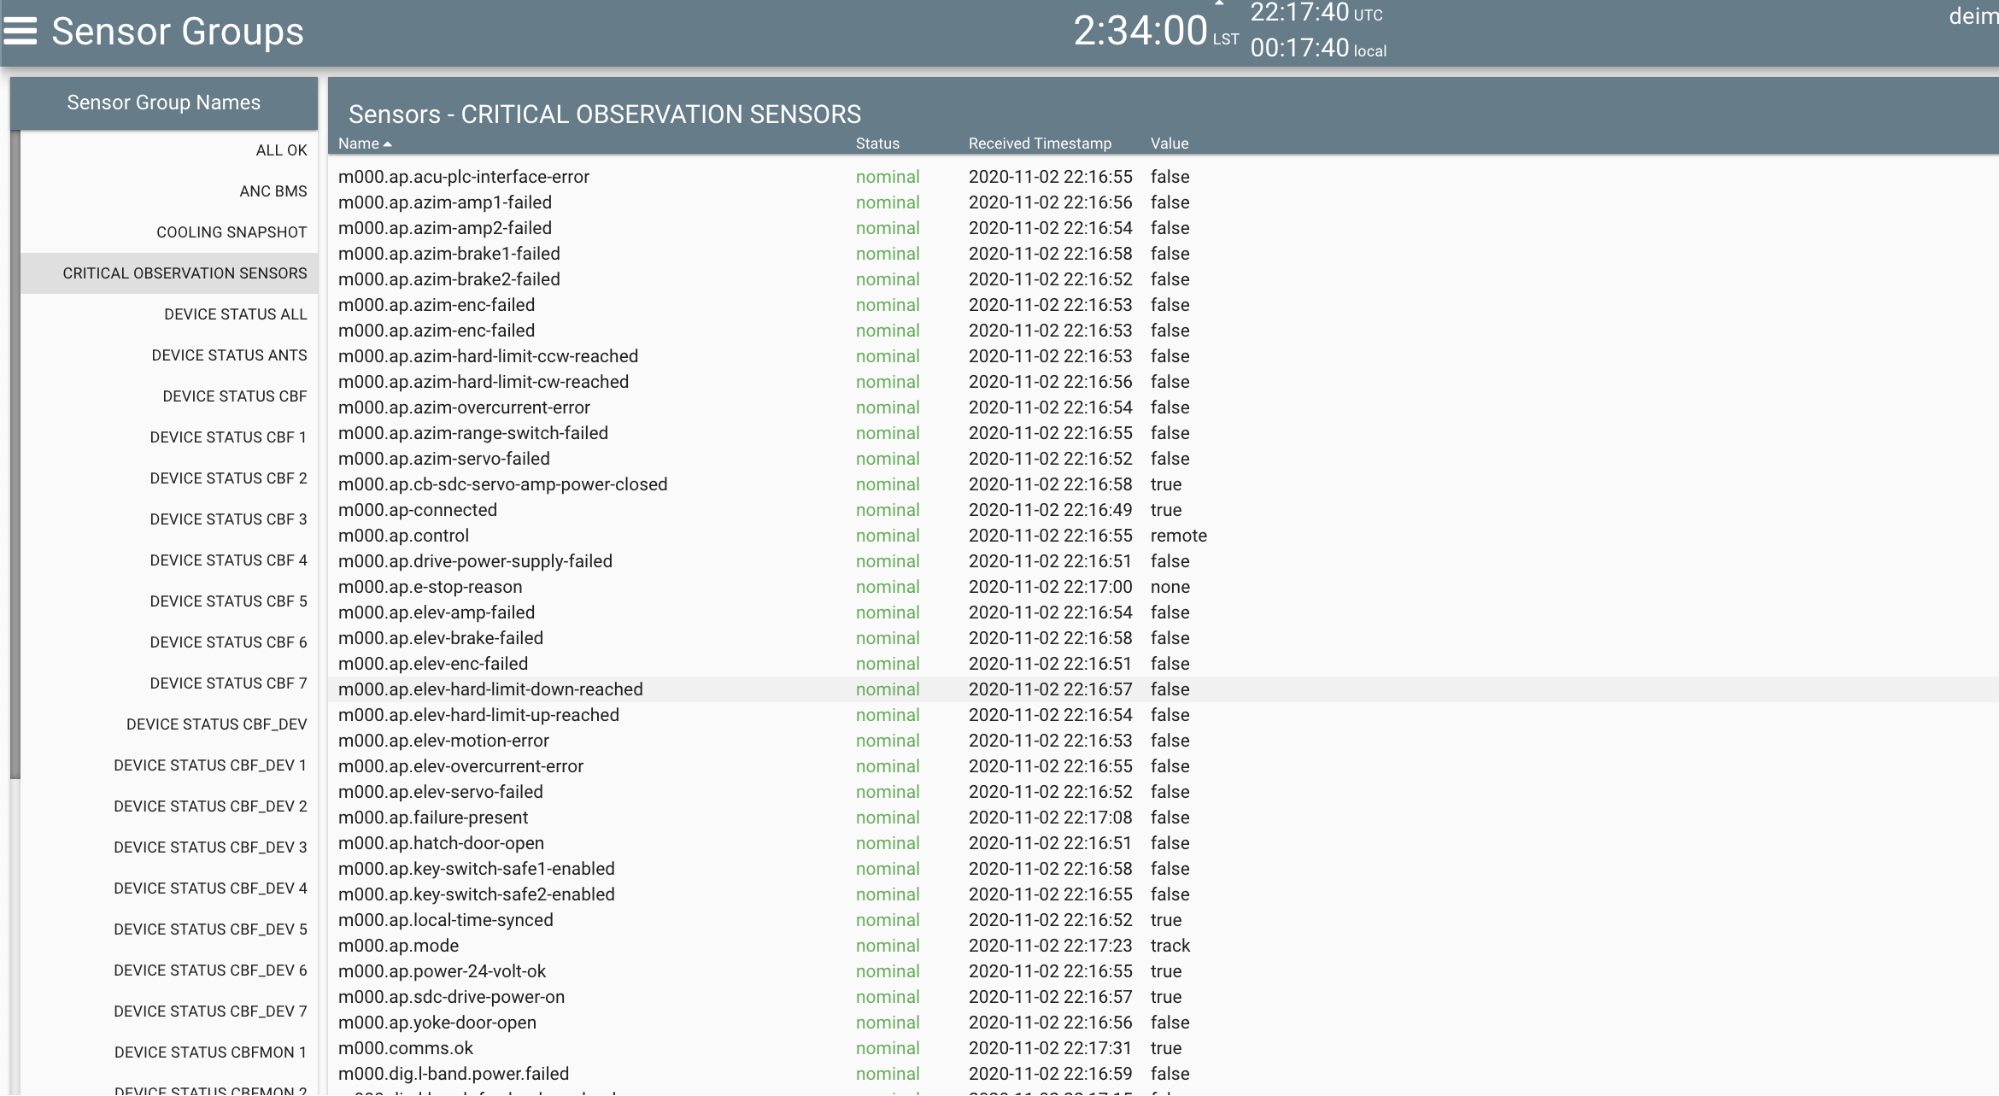 Sensor Groups
2:34:00 LST
22:17:40 UTC
00:17:40 local
deim
Sensor Group Names
ALL OK
ANC BMS
COOLING SNAPSHOT
CRITICAL OBSERVATION SENSORS
DEVICE STATUS ALL
DEVICE STATUS ANTS
DEVICE STATUS CBF
DEVICE STATUS CBF 1
DEVICE STATUS CBF 2
DEVICE STATUS CBF 3
DEVICE STATUS CBF 4
DEVICE STATUS CBF 5
DEVICE STATUS CBF 6
DEVICE STATUS CBF 7
DEVICE STATUS CBF_DEV
DEVICE STATUS CBF_DEV 1
DEVICE STATUS CBF_DEV 2
DEVICE STATUS CBF_DEV 3
DEVICE STATUS CBF_DEV 4
DEVICE STATUS CBF_DEV 5
DEVICE STATUS CBF_DEV 6
DEVICE STATUS CBF_DEV 7
DEVICE STATUS CBFMON 1
DEVICE STATUS CBFMON 2
Sensors - CRITICAL OBSERVATION SENSORS
Name Status Received Timestamp Value
m000.ap.acu-plc-interface-error nominal 2020-11-02 22:16:55 false
m000.ap.azim-amp1-failed nominal 2020-11-02 22:16:56 false
m000.ap.azim-amp2-failed nominal 2020-11-02 22:16:54 false
m000.ap.azim-brake1-failed nominal 2020-11-02 22:16:58 false
m000.ap.azim-brake2-failed nominal 2020-11-02 22:16:52 false
m000.ap.azim-enc-failed nominal 2020-11-02 22:16:53 false
m000.ap.azim-enc-failed nominal 2020-11-02 22:16:53 false
m000.ap.azim-hard-limit-ccw-reached nominal 2020-11-02 22:16:53 false
m000.ap.azim-hard-limit-cw-reached nominal 2020-11-02 22:16:56 false
m000.ap.azim-overcurrent-error nominal 2020-11-02 22:16:54 false
m000.ap.azim-range-switch-failed nominal 2020-11-02 22:16:55 false
m000.ap.azim-servo-failed nominal 2020-11-02 22:16:52 false
m000.ap.cb-sdc-servo-amp-power-closed nominal 2020-11-02 22:16:58 true
m000.ap-connected nominal 2020-11-02 22:16:49 true
m000.ap.control nominal 2020-11-02 22:16:55 remote
m000.ap.drive-power-supply-failed nominal 2020-11-02 22:16:51 false
m000.ap.e-stop-reason nominal 2020-11-02 22:17:00 none
m000.ap.elev-amp-failed nominal 2020-11-02 22:16:54 false
m000.ap.elev-brake-failed nominal 2020-11-02 22:16:58 false
m000.ap.elev-enc-failed nominal 2020-11-02 22:16:51 false
m000.ap.elev-hard-limit-down-reached nominal 2020-11-02 22:16:57 false
m000.ap.elev-hard-limit-up-reached nominal 2020-11-02 22:16:54 false
m000.ap.elev-motion-error nominal 2020-11-02 22:16:53 false
m000.ap.elev-overcurrent-error nominal 2020-11-02 22:16:55 false
m000.ap.elev-servo-failed nominal 2020-11-02 22:16:52 false
m000.ap.failure-present nominal 2020-11-02 22:17:08 false
m000.ap.hatch-door-open nominal 2020-11-02 22:16:51 false
m000.ap.key-switch-safe1-enabled nominal 2020-11-02 22:16:58 false
m000.ap.key-switch-safe2-enabled nominal 2020-11-02 22:16:55 false
m000.ap.local-time-synced nominal 2020-11-02 22:16:52 true
m000.ap.mode nominal 2020-11-02 22:17:23 track
m000.ap.power-24-volt-ok nominal 2020-11-02 22:16:55 true
m000.ap.sdc-drive-power-on nominal 2020-11-02 22:16:57 true
m000.ap.yoke-door-open nominal 2020-11-02 22:16:56 false
m000.comms.ok nominal 2020-11-02 22:17:31 true
m000.dig.l-band.power.failed nominal 2020-11-02 22:16:59 false